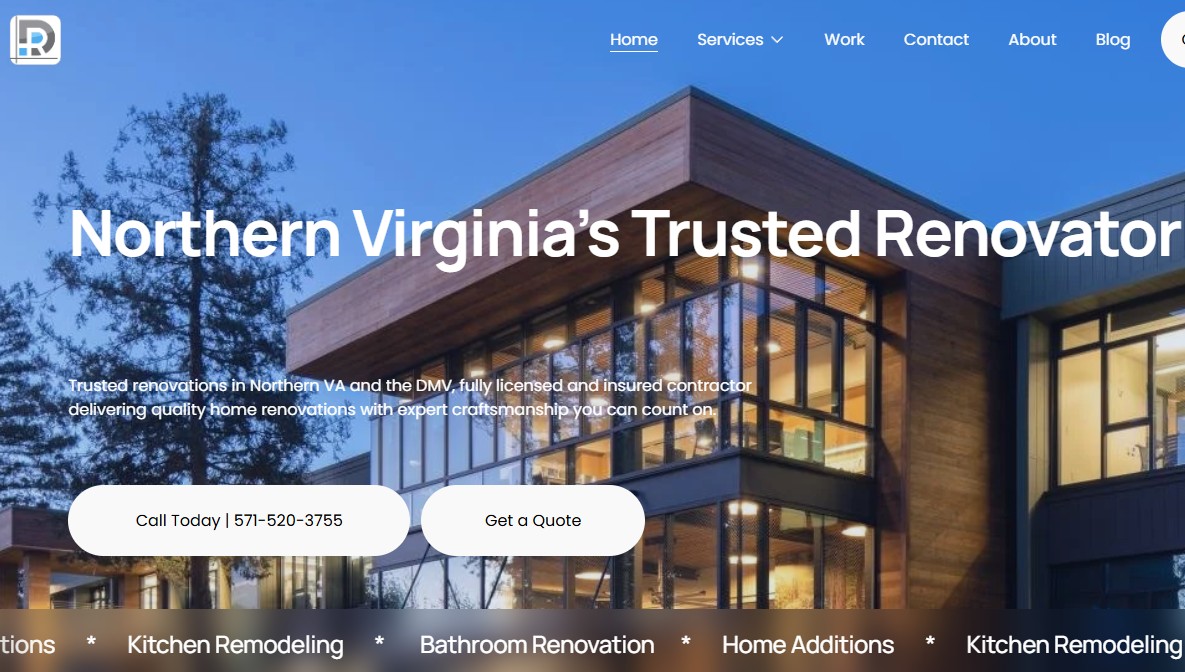 Home Services Work Contact About Blog
Northern Virginia's Trusted Renovator
Trusted renovations in Northern VA and the DMV, fully licensed and insured contractor
delivering quality home renovations with expert craftsmanship you can count on.
Call Today | 571-520-3755 Get a Quote
tions * Kitchen Remodeling * Bathroom Renovation * Home Additions * Kitchen Remodeling